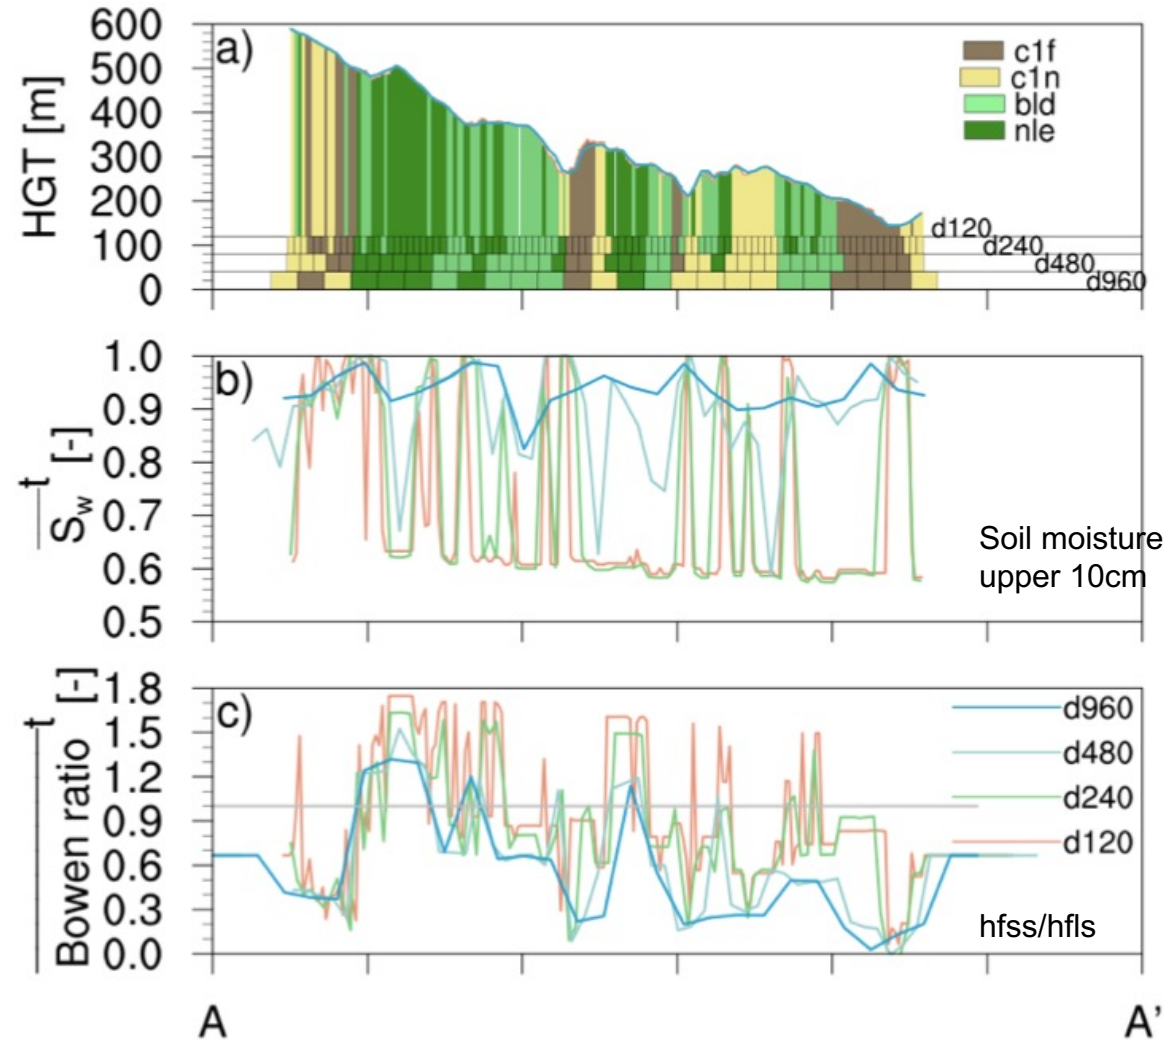 600
a)
c1f
c1n
bld
nle
500
400
300
200
100
0
HGT [m]
d120
d240
d480
d960
1.0
b)
0.9
0.8
0.7
0.6
0.5
Sw t [-]
Soil moisture
upper 10cm
1.8
c)
1.5
1.2
0.9
0.6
0.3
0.0
Bowen ratio t [-]
d960
d480
d240
d120
hfss/hfls
A
A’